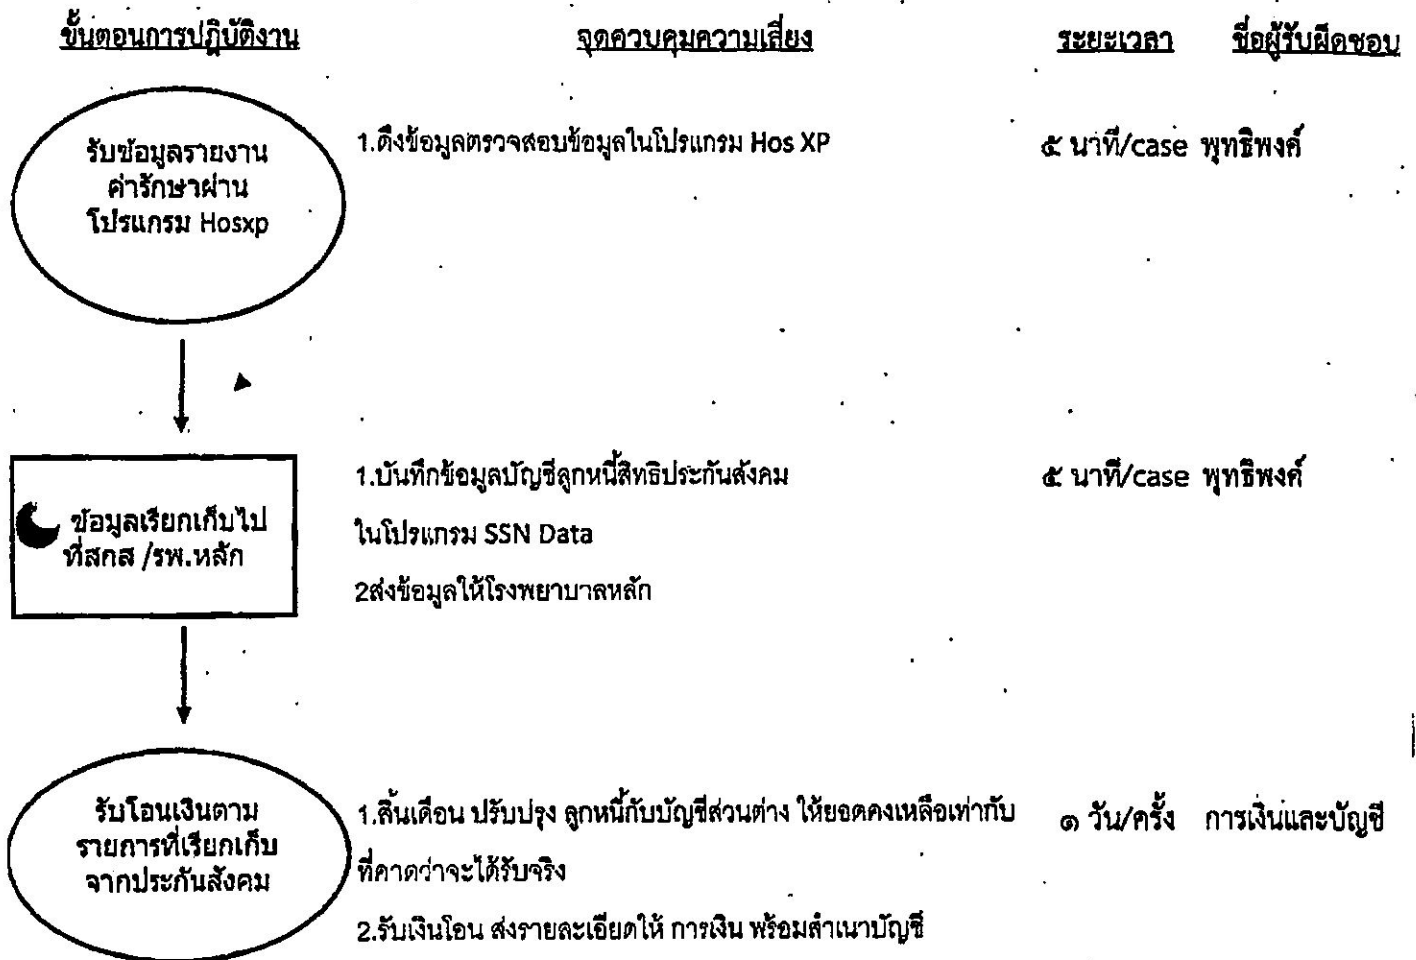 ขั้นตอนการปฏิบัติงาน จุดควบคุมความเสี่ยง ระยะเวลา ชื่อผู้รับผิดชอบ
รับข้อมูลรายงาน
ค่ารักษาผ่าน
โปรแกรม Hosxp
1.ดึงข้อมูลตรวจสอบข้อมูลในโปรแกรม Hos XP
๕ นาที/case พุทธิพงค์
ข้อมูลเรียกเก็บไป
ที่สกส /รพ.หลัก
1.บันทึกข้อมูลบัญชีลูกหนี้สิทธิประกันสังคม
ในโปรแกรม SSN Data
2ส่งข้อมูลให้โรงพยาบาลหลัก
๕ นาที/case พุทธิพงค์
รับโอนเงินตาม
รายการที่เรียกเก็บ
จากประกันสังคม
1.สิ้นเดือน ปรับปรุง ลูกหนี้กับบัญชีส่วนต่าง ให้ยอดคงเหลือเท่ากับ
ที่คาดว่าจะได้รับจริง
2.รับเงินโอน ส่งรายละเอียดให้ การเงิน พร้อมสำเนาบัญชี
๑ วัน/ครั้ง การเงินและบัญชี